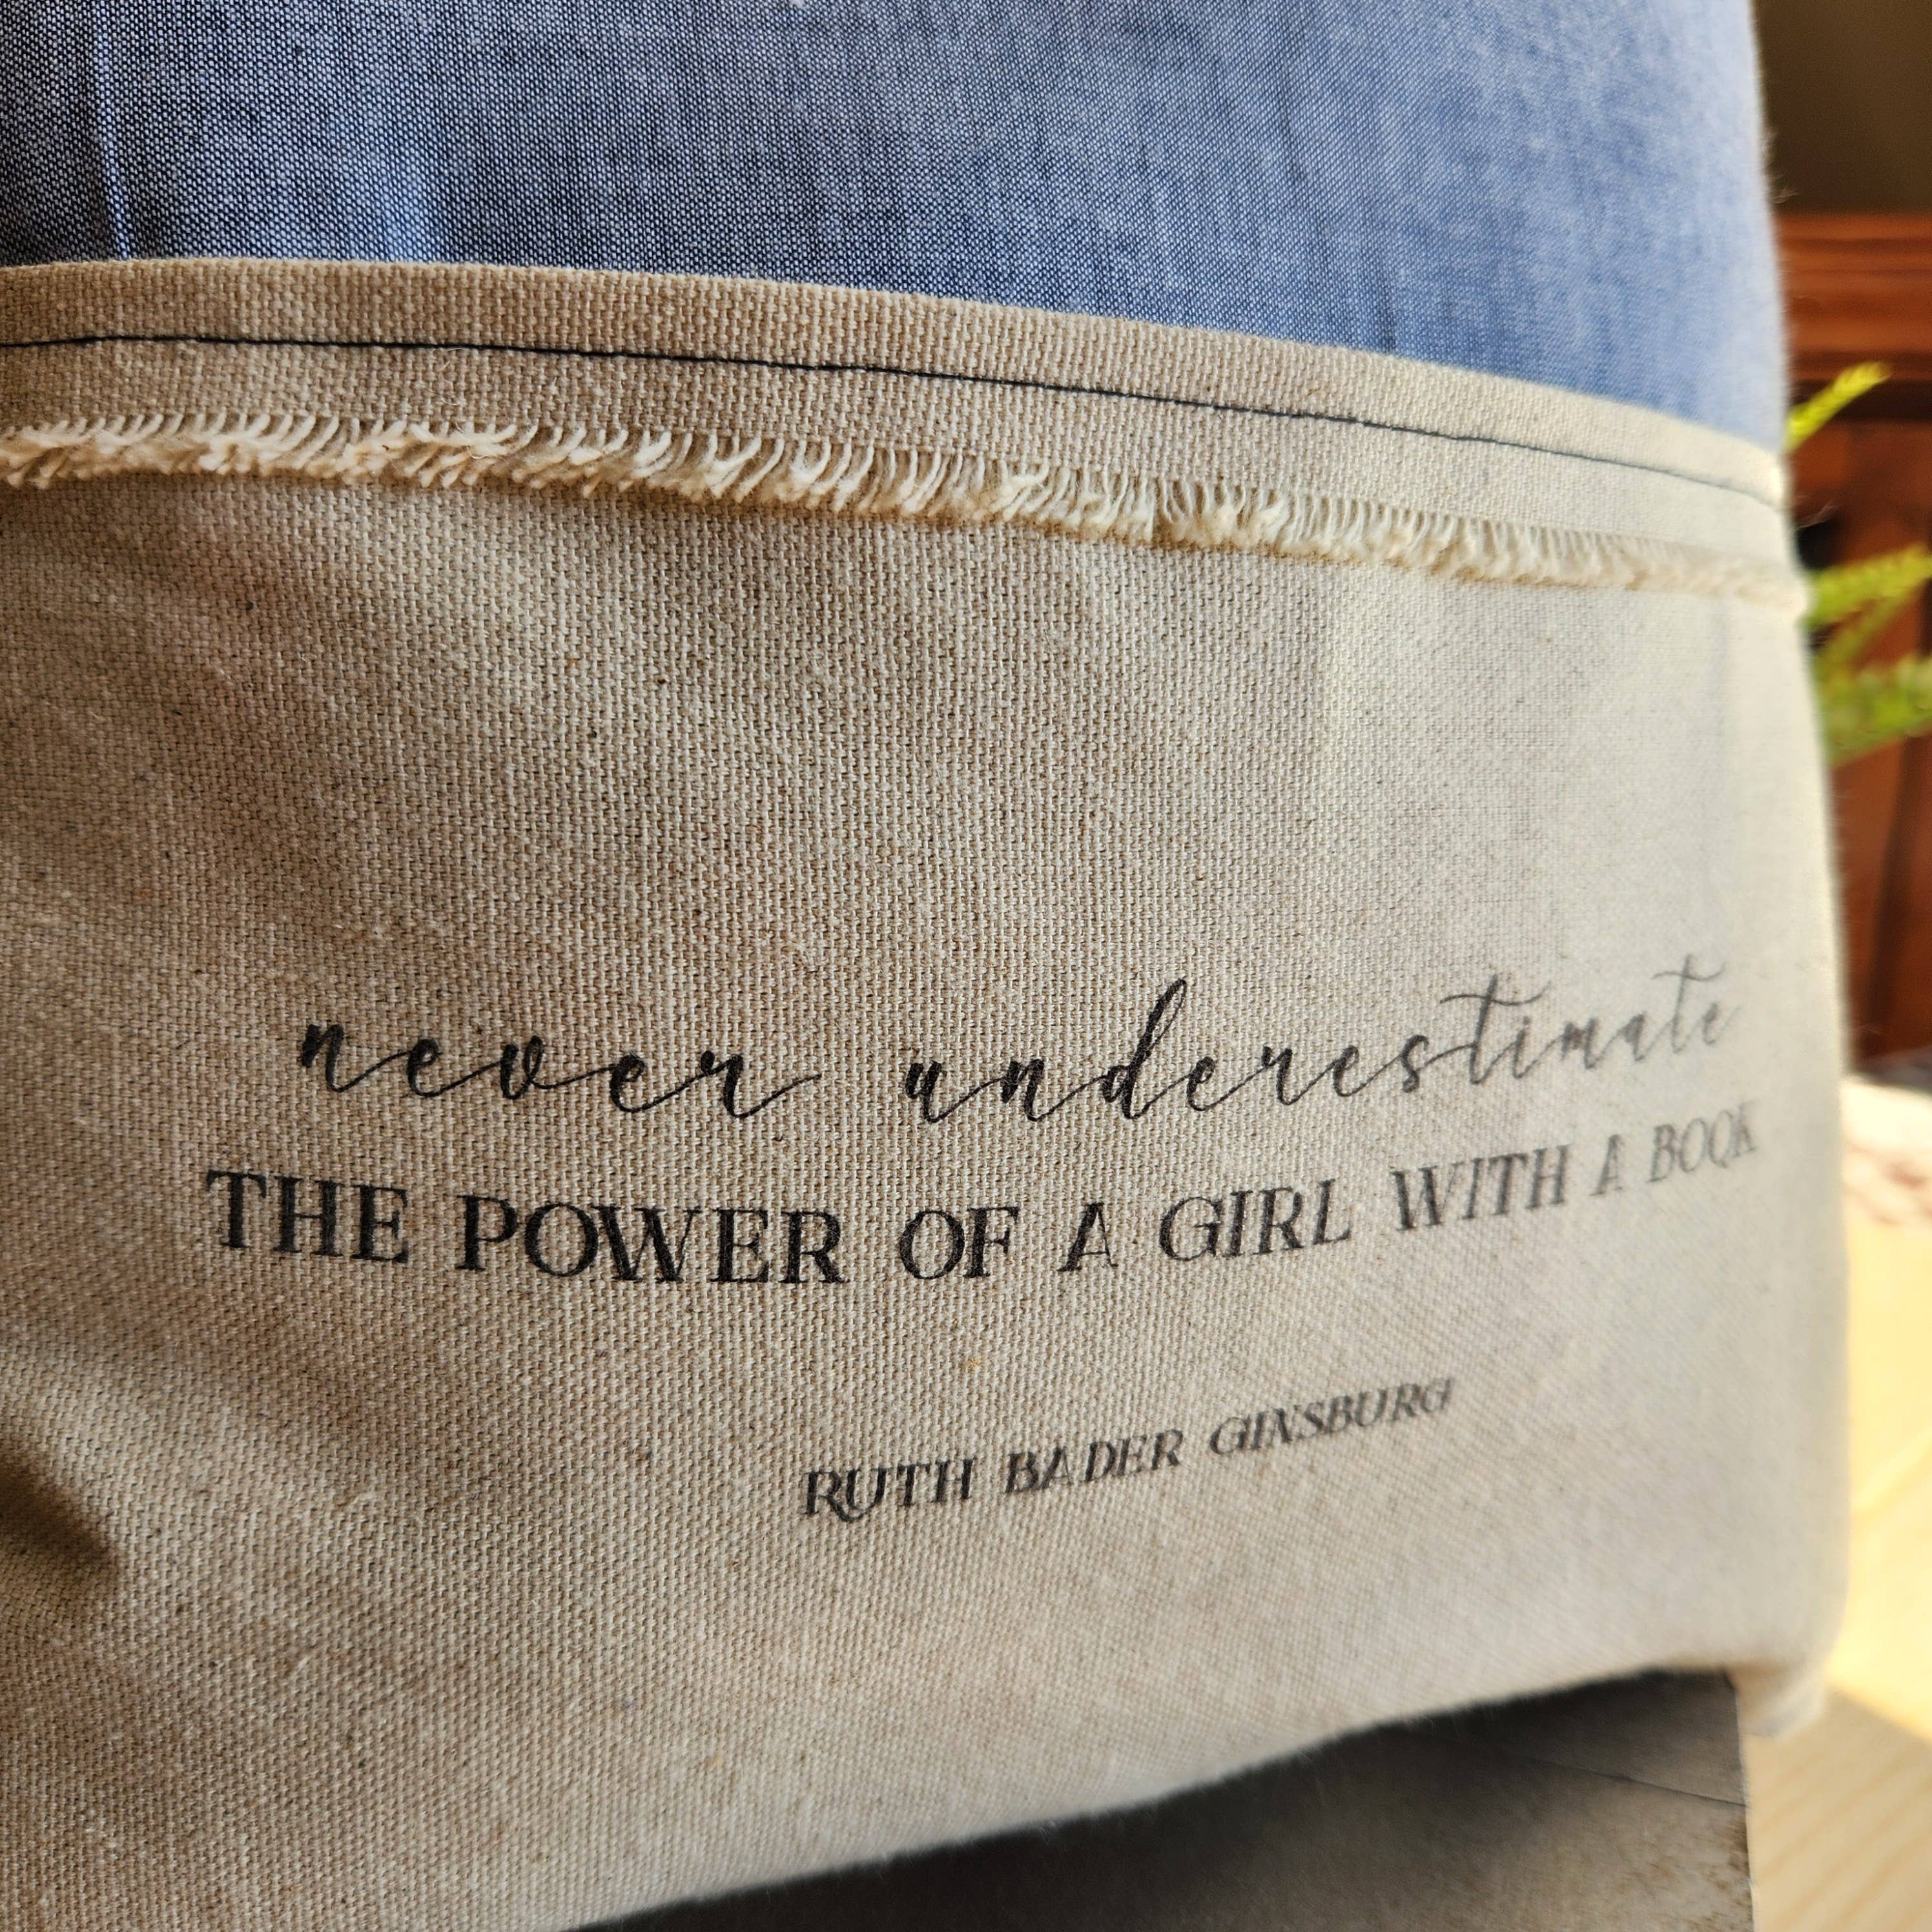 never underestimate
THE POWER OF A GIRL WITH A BOOK
RUTH BADER GINSBURG